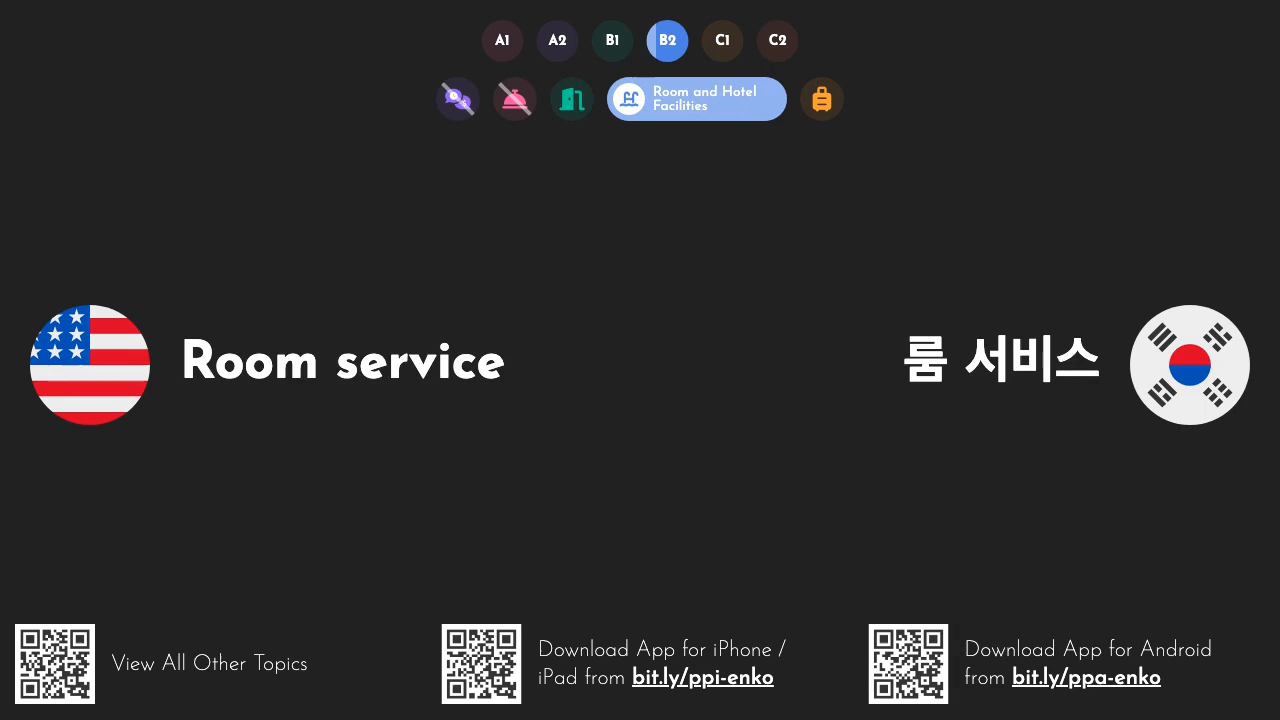 A1 A2 B1 B2 C1 C2
Room and Hotel
Facilities
Room service
룸 서비스
View All Other Topics
Download App for iPhone /
iPad from bit.ly/ppi-enko
Download App for Android
from bit.ly/ppa-enko